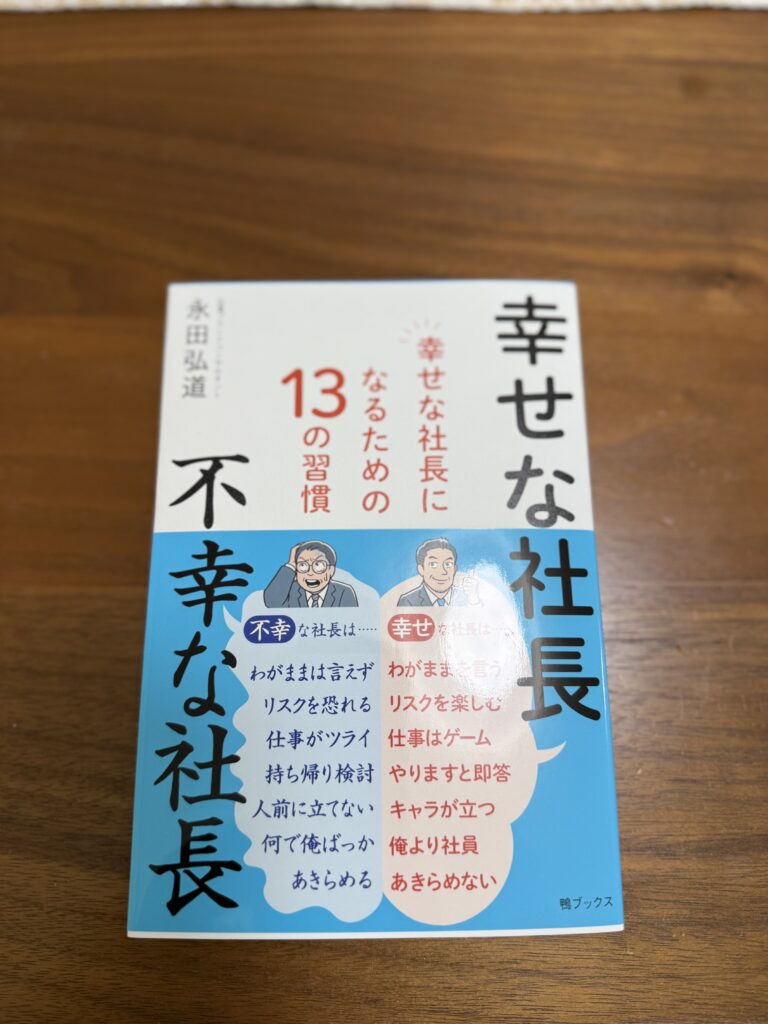 幸せな社長
幸せな社長に
なるための
13の習慣
永田弘道
不幸な社長
不幸な社長は……
わがままは言えず
リスクを恐れる
仕事がツライ
持ち帰り検討
人前に立てない
何で俺ばっか
あきらめる
幸せな社長は…
わがままを言う
リスクを楽しむ
仕事はゲーム
やりますと即答
キャラが立つ
俺より社員
あきらめない
鴨ブックス